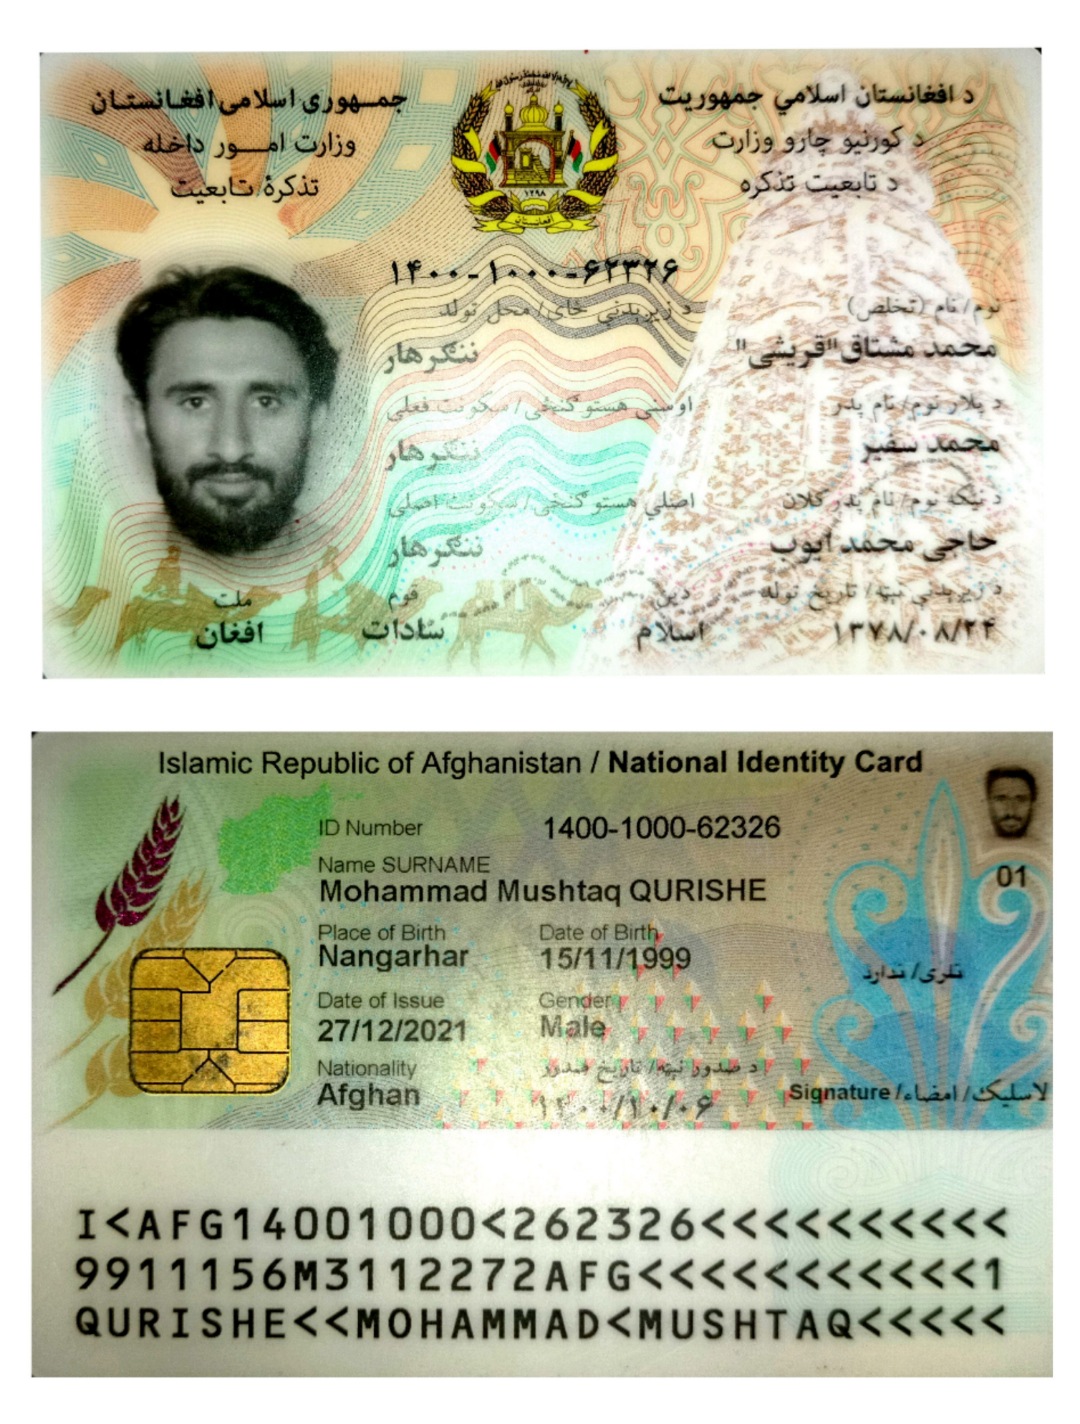 جمهوری اسلامی افغانستان
وزارت امور داخله
تذکرهٔ تابعیت
د افغانستان اسلامي جمهوریت
د کورنیو چارو وزارت
د تابعیت تذکره
۱۲۹۸
افغانستان
۱۴۰۰-۱۰۰۰-۶۲۳۲۶
نوم/نام (تخلص)
محمد مشتاق"قریشی"
د زیږیدنې ځای/محل تولد
ننگرهار
د پلار نوم/نام پدر
محمد سفیر
اوسنی هستوګنځی/سکونت فعلی
ننگرهار
د نیکه نوم/نام پدر کلان
حاجی محمد ایوب
اصلي هستوګنځی/سکونت اصلی
ننگرهار
د زیږیدنې نېټه/تاریخ تولد
۱۳۷۸/۰۸/۲۴
دین
اسلام
قوم
سادات
ملت
افغان
Islamic Republic of Afghanistan / National Identity Card
ID Number 1400-1000-62326
Name SURNAME
Mohammad Mushtaq QURISHE
01
Place of Birth Date of Birth
Nangarhar 15/11/1999
نقری/ندارد
Date of Issue Gender
27/12/2021 Male
Nationality د صدور نېټه/تاریخ صدور
Afghan ۱۴۰۰/۱۰/۰۶
Signature/لاسلیک/امضاء
I<AFG14001000<262326<<<<<<<<<<
9911156M3112272AFG<<<<<<<<<<<1
QURISHE<<MOHAMMAD<MUSHTAQ<<<<<